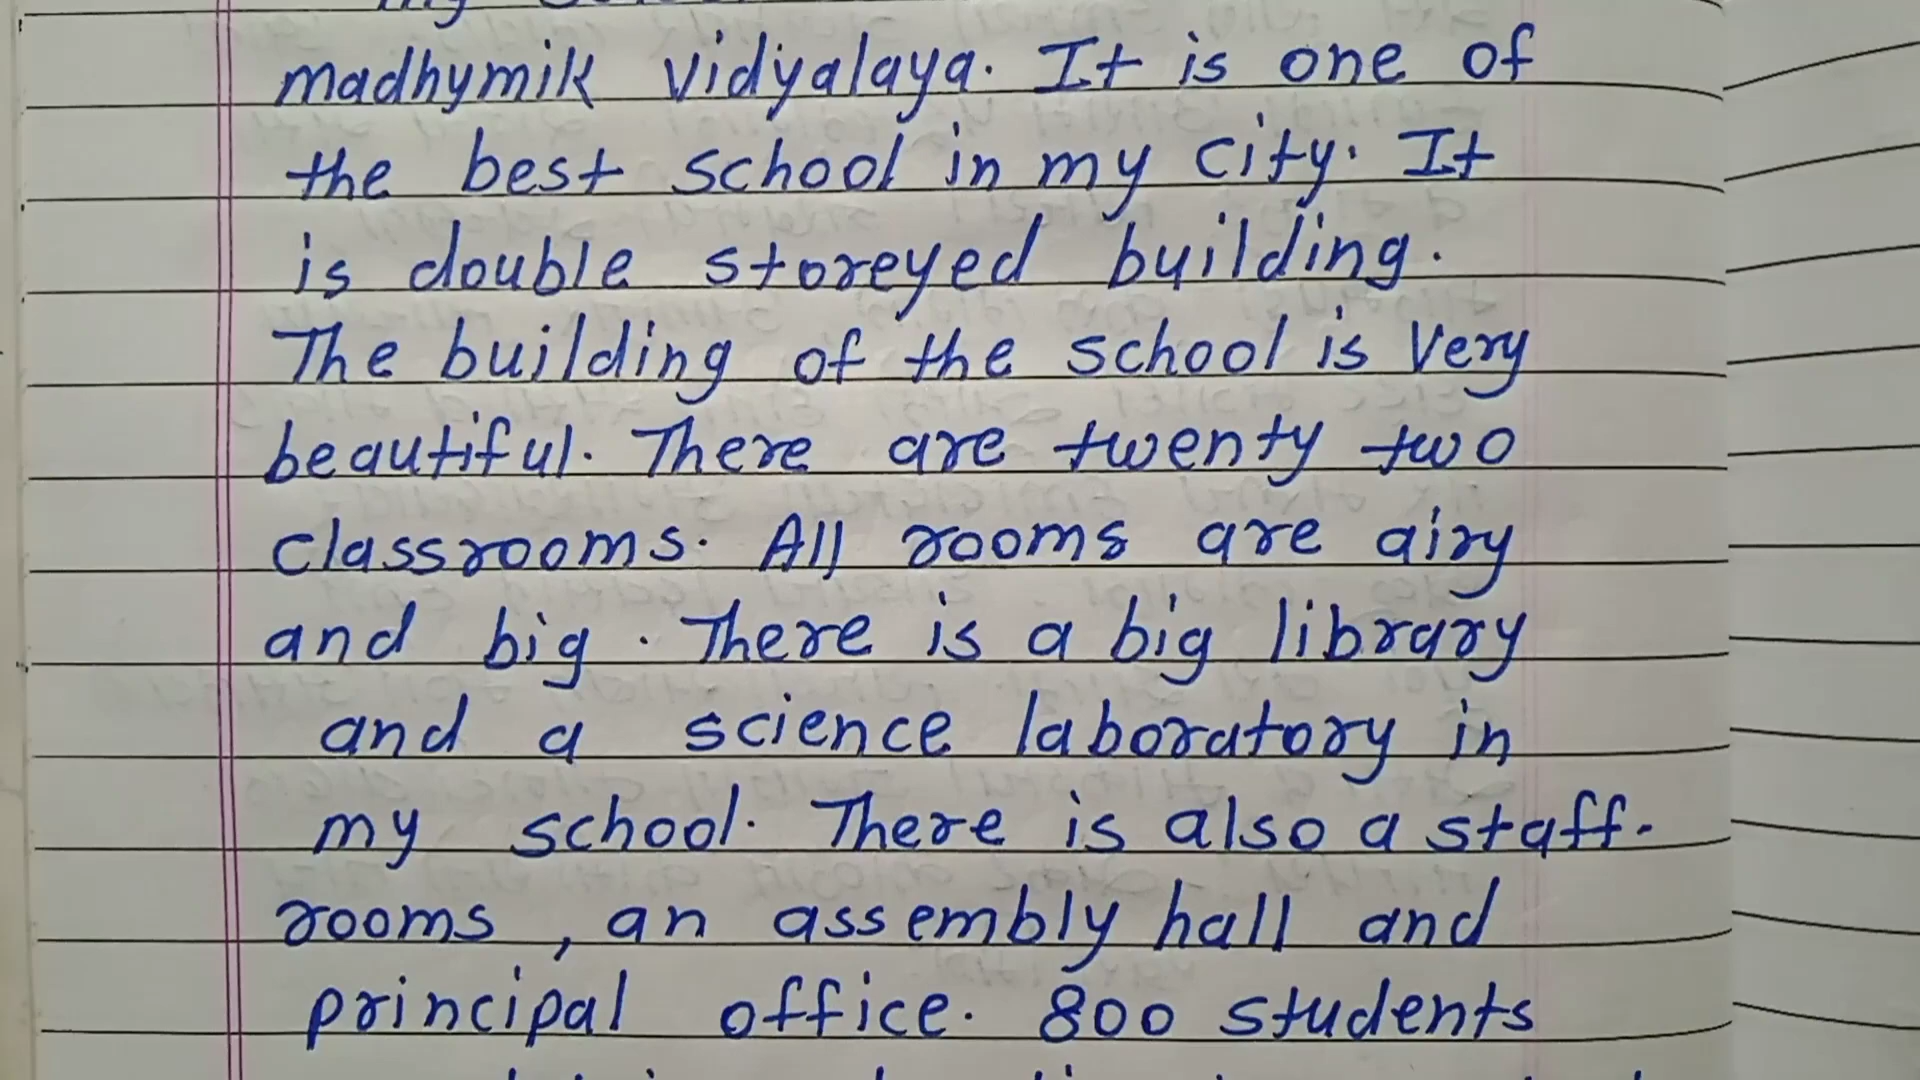 madhymik vidyalaya. It is one of
the best school in my city. It
is double storeyed building.
The building of the school is Very
beautiful. There are twenty two
classrooms. All rooms are airy
and big. There is a big library
and a science laboratory in
my school. There is also a staff-
rooms, an assembly hall and
principal office. 800 students